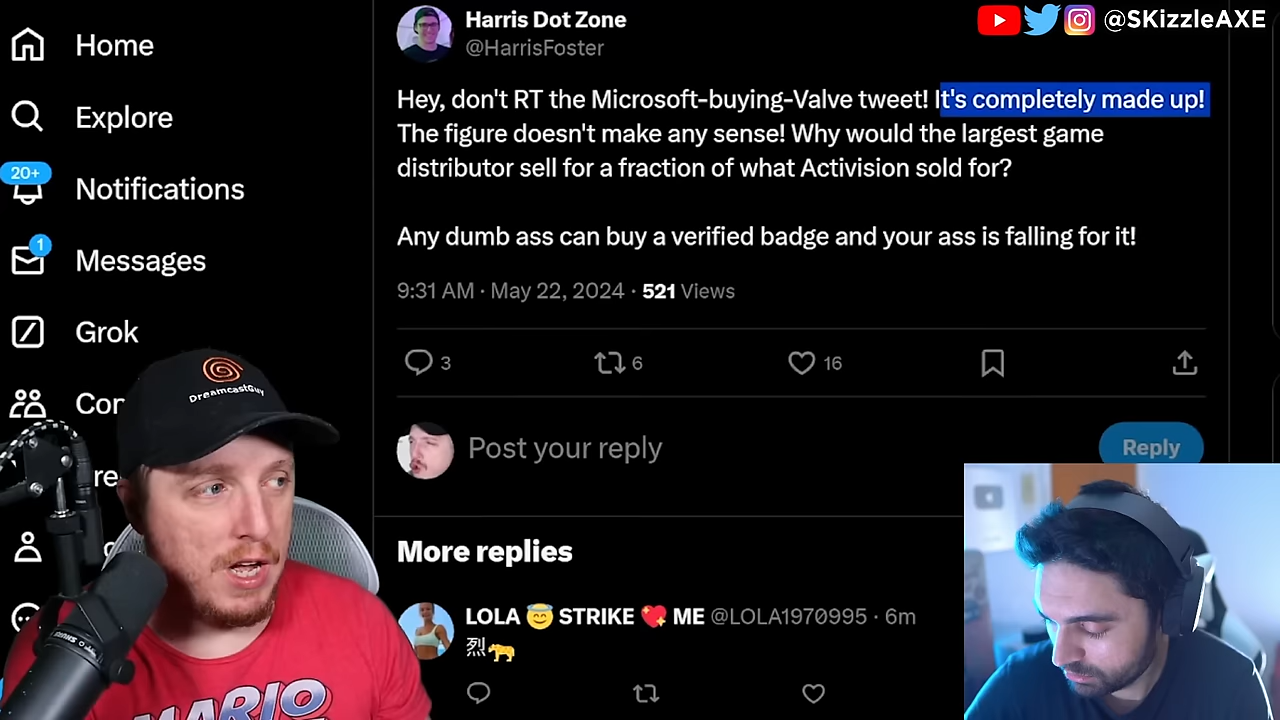 @SKizzleAXE
Home
Explore
20+
Notifications
1
Messages
Grok
Con
re
Harris Dot Zone
@HarrisFoster
Hey, don't RT the Microsoft-buying-Valve tweet! It's completely made up!
The figure doesn't make any sense! Why would the largest game
distributor sell for a fraction of what Activision sold for?
Any dumb ass can buy a verified badge and your ass is falling for it!
9:31 AM · May 22, 2024 · 521 Views
3
6
16
Post your reply
Reply
More replies
LOLA 😇 STRIKE 💖 ME @LOLA1970995 · 6m
烈🐆
DreamcastGuy
SHURE
MARIO